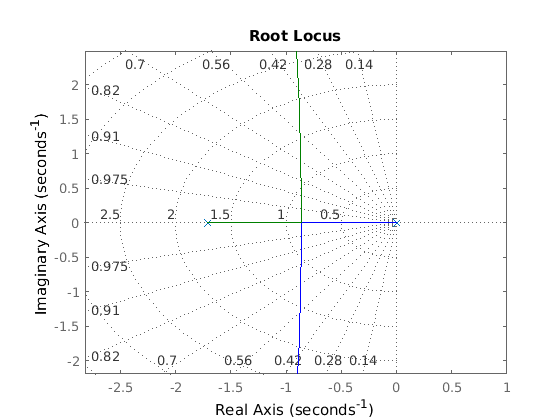 Root Locus
0.7 0.56 0.42 0.28 0.14
2
0.82
1.5
0.91
1
0.5
0.975
2.5 2 1.5 1 0.5
0
-0.5
0.975
-1
0.91
-1.5
0.82 0.7 0.56 0.42 0.28 0.14
-2
-2.5 -2 -1.5 -1 -0.5 0 1
Real Axis (seconds-1)
Imaginary Axis (seconds-1)